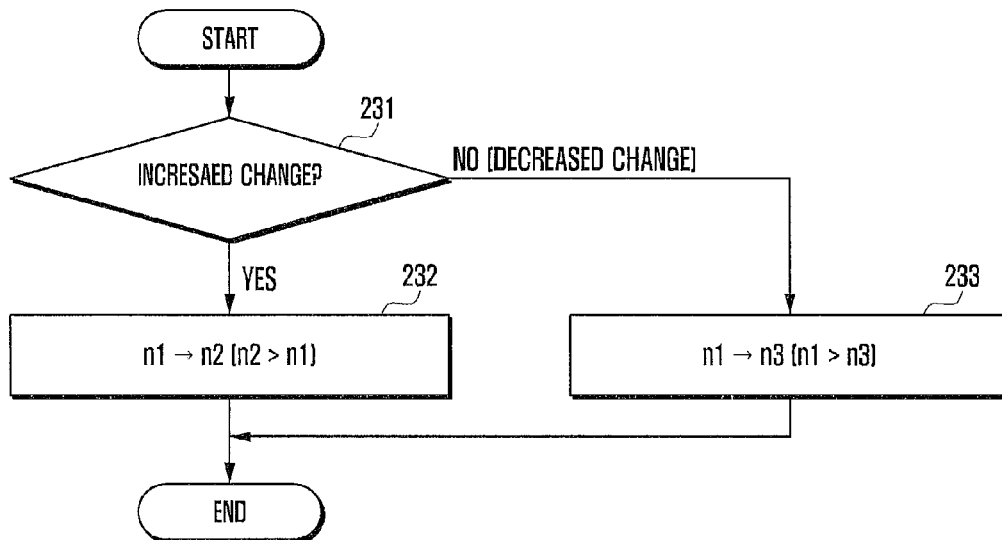 START
231
INCRESAED CHANGE?
NO (DECREASED CHANGE)
YES
232
n1 → n2 (n2 > n1)
233
n1 → n3 (n1 > n3)
END